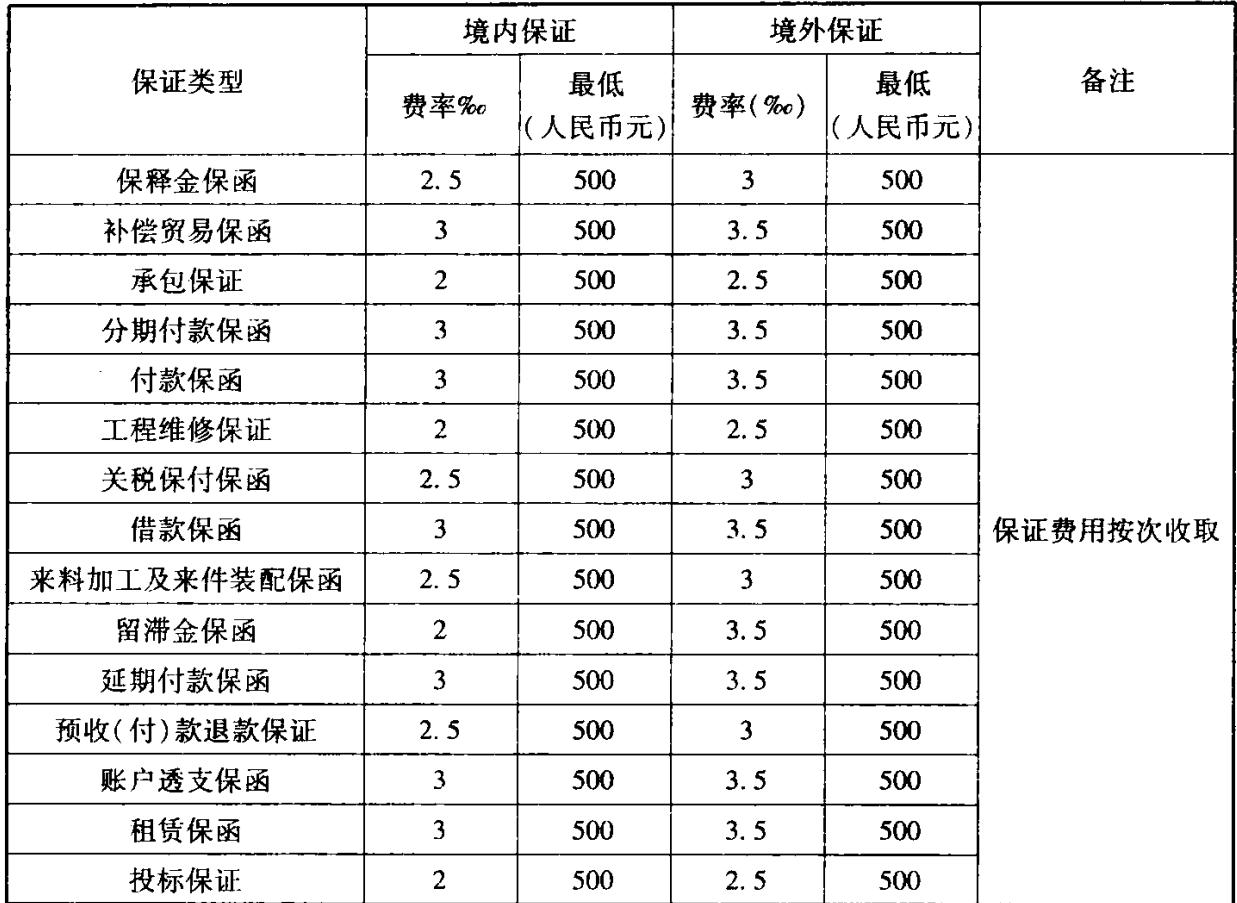 保证类型 境内保证 境外保证 备注
费率‰ 最低(人民币元) 费率(‰) 最低(人民币元)
保释金保函 2.5 500 3 500
补偿贸易保函 3 500 3.5 500
承包保证 2 500 2.5 500
分期付款保函 3 500 3.5 500
付款保函 3 500 3.5 500
工程维修保证 2 500 2.5 500
关税保付保函 2.5 500 3 500
借款保函 3 500 3.5 500 保证费用按次收取
来料加工及来件装配保函 2.5 500 3 500
留滞金保函 2 500 3.5 500
延期付款保函 3 500 3.5 500
预收(付)款退款保证 2.5 500 3 500
账户透支保函 3 500 3.5 500
租赁保函 3 500 3.5 500
投标保证 2 500 2.5 500